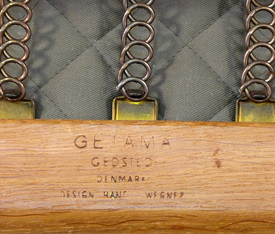 GETAMA
GEDSTED
DENMARK
DESIGN HANS WEGNER